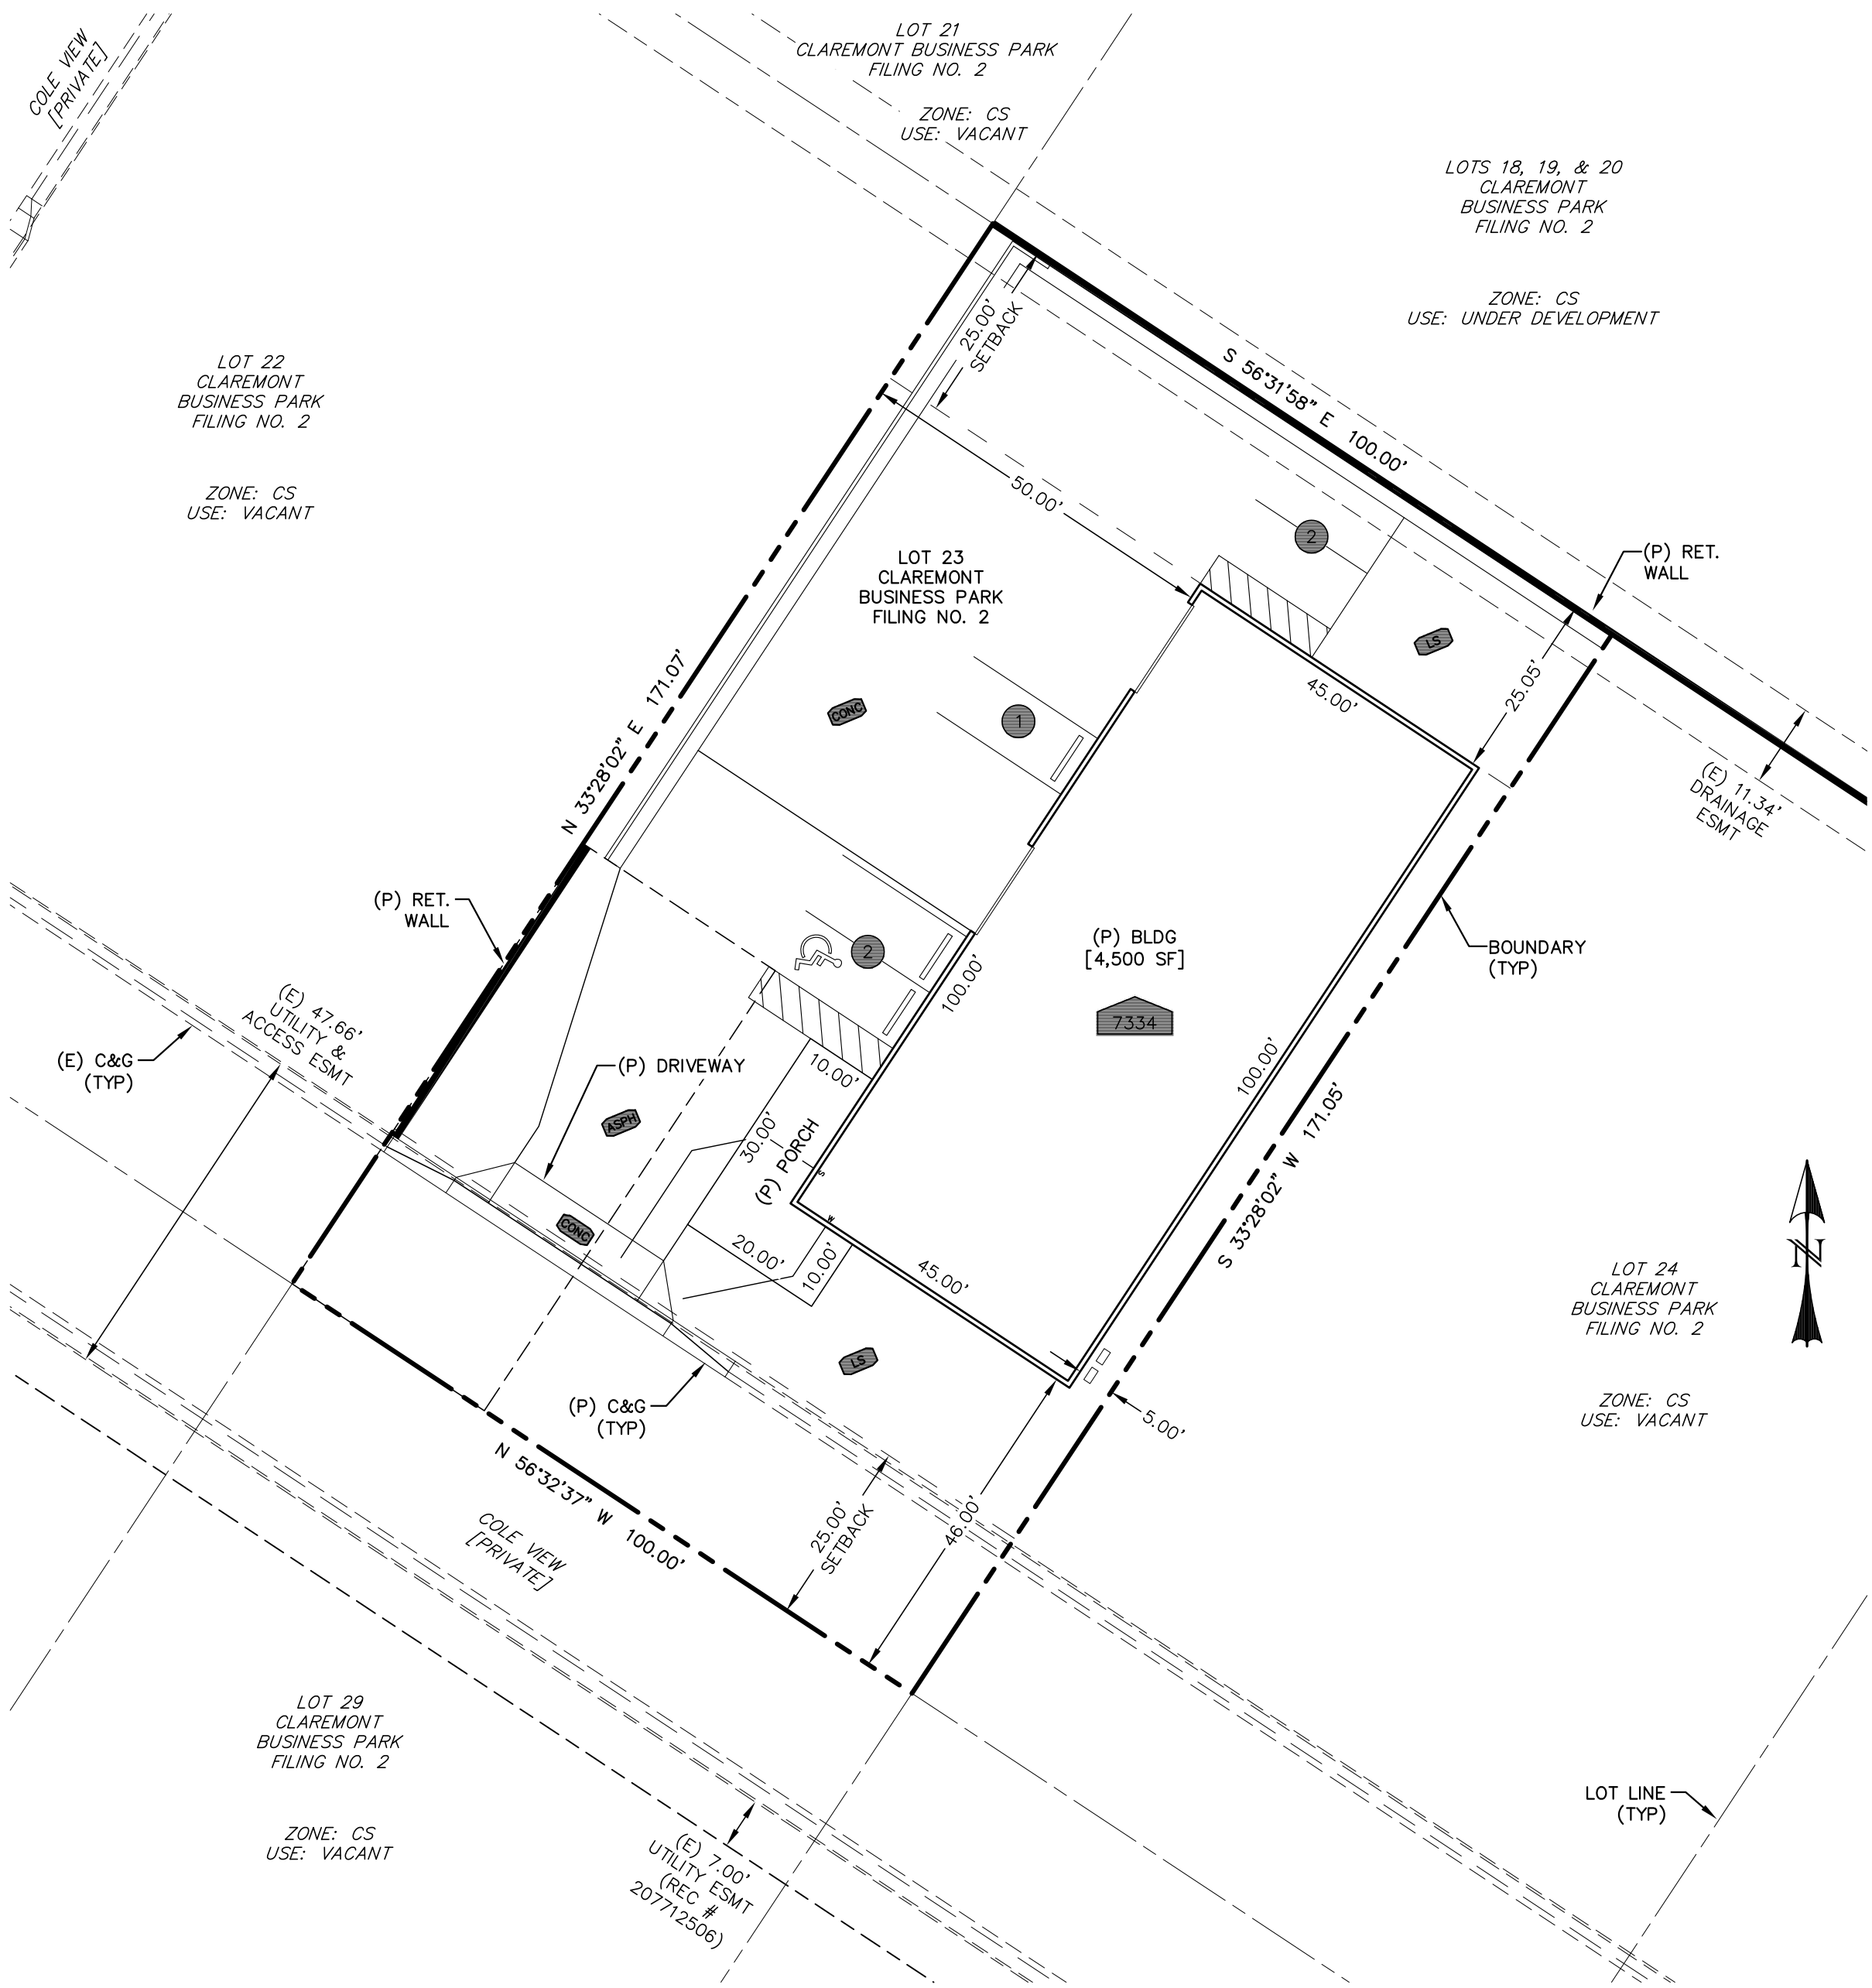 COLE VIEW
[PRIVATE]
LOT 21
CLAREMONT BUSINESS PARK
FILING NO. 2
ZONE: CS
USE: VACANT
LOTS 18, 19, & 20
CLAREMONT
BUSINESS PARK
FILING NO. 2
ZONE: CS
USE: UNDER DEVELOPMENT
LOT 22
CLAREMONT
BUSINESS PARK
FILING NO. 2
ZONE: CS
USE: VACANT
25.00'
SETBACK
S 56°31'58" E 100.00'
50.00'
2
LOT 23
CLAREMONT
BUSINESS PARK
FILING NO. 2
(P) RET.
WALL
LS
45.00'
25.05'
N 33°28'02" E 171.07'
CONC
1
(E) 11.34'
DRAINAGE
ESMT
(P) RET.
WALL
2
100.00'
(P) BLDG
[4,500 SF]
7334
BOUNDARY
(TYP)
(E) 47.66'
UTILITY &
ACCESS ESMT
(E) C&G
(TYP)
(P) DRIVEWAY
10.00'
100.00'
ASPH
30.00'
(P) PORCH
S
W
S 33°28'02" W 171.05'
CONC
20.00'
10.00'
45.00'
N
LOT 24
CLAREMONT
BUSINESS PARK
FILING NO. 2
ZONE: CS
USE: VACANT
LS
(P) C&G
(TYP)
5.00'
N 56°32'37" W 100.00'
25.00'
SETBACK
46.00'
COLE VIEW
[PRIVATE]
LOT 29
CLAREMONT
BUSINESS PARK
FILING NO. 2
ZONE: CS
USE: VACANT
LOT LINE
(TYP)
(E) 7.00'
UTILITY ESMT
(REC #
207712506)